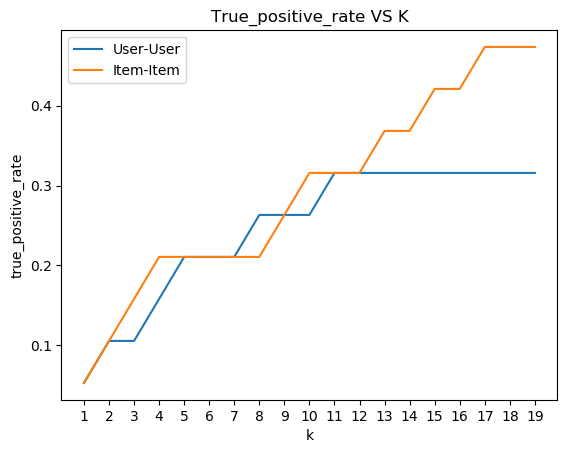 True_positive_rate VS K
User-User
Item-Item
0.4
0.3
0.2
0.1
true_positive_rate
1 2 3 4 5 6 7 8 9 10 11 12 13 14 15 16 17 18 19
k